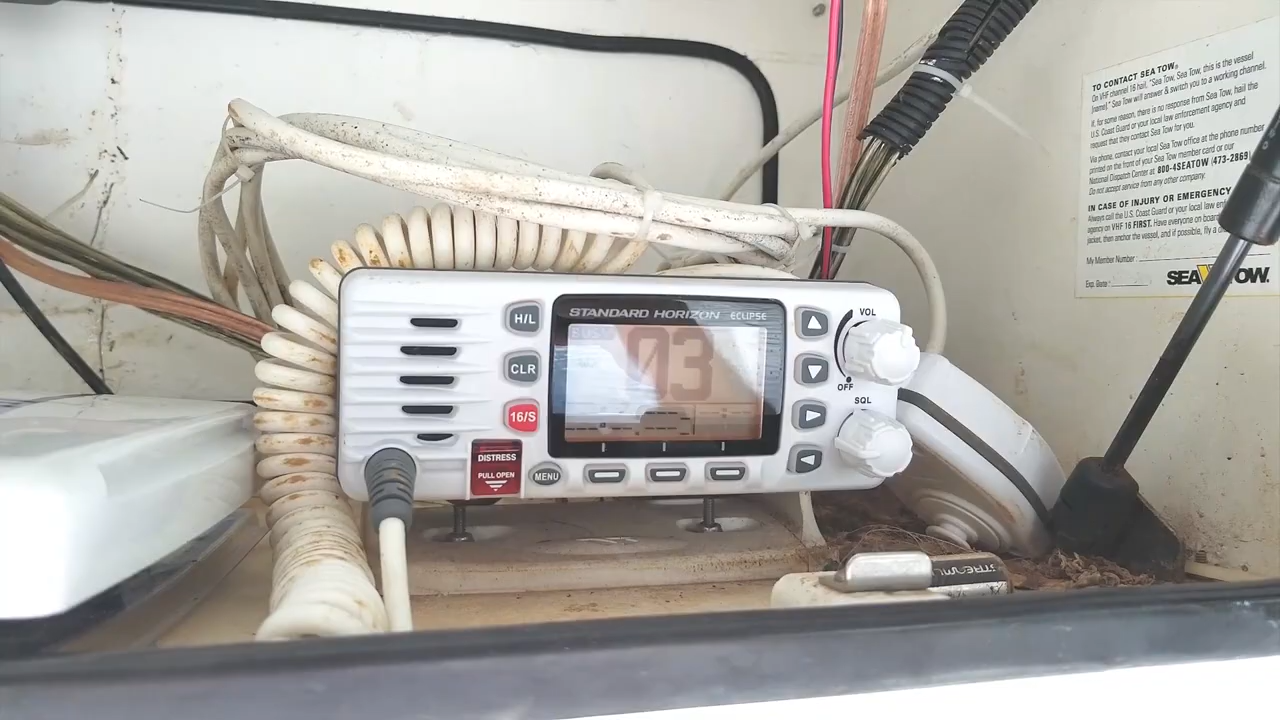 TO CONTACT SEA TOW®
On VHF channel 16 hail, "Sea Tow, Sea Tow, this is the vessel
[name]." Sea Tow will answer & switch you to a working channel.
If, for some reason, there is no response from Sea Tow, hail the
U.S. Coast Guard or your local law enforcement agency and
request that they contact Sea Tow for you.
Via phone, contact your local Sea Tow office at the phone number
printed on the front of your Sea Tow member card or our
National Dispatch Center at 800-4SEATOW (473-2869)
Do not accept service from any other company.
IN CASE OF INJURY OR EMERGENCY
Always call the U.S. Coast Guard or your local law
agency on VHF 16 FIRST. Have everyone on board
jacket, then anchor the vessel, and if possible, fly a
My Member Number:
Exp. Date:
SEA TOW.
STANDARD HORIZON ECLIPSE
H/L
CLR
16/S
03
VOL
OFF
SQL
DISTRESS
PULL OPEN
MENU